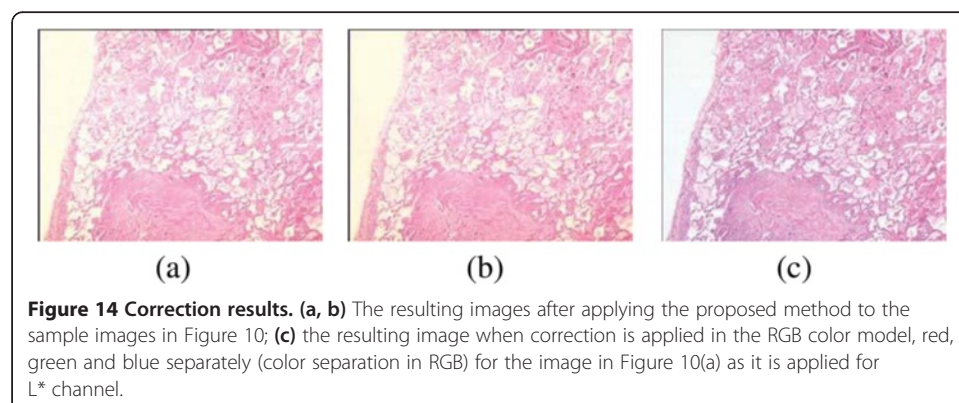 (a)
(b)
(c)
Figure 14 Correction results. (a, b) The resulting images after applying the proposed method to the
sample images in Figure 10; (c) the resulting image when correction is applied in the RGB color model, red,
green and blue separately (color separation in RGB) for the image in Figure 10(a) as it is applied for
L* channel.